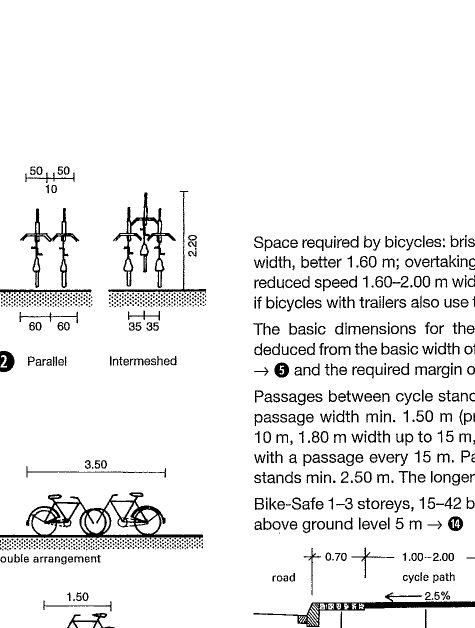 50 50
10
2.20
60 60
35 35
2 Parallel Intermeshed
3.50
ouble arrangement
1.50
Space required by bicycles: bris
width, better 1.60 m; overtaking
reduced speed 1.60–2.00 m wid
if bicycles with trailers also use t
The basic dimensions for the
deduced from the basic width of
→ 5 and the required margin o
Passages between cycle stand
passage width min. 1.50 m (pr
10 m, 1.80 m width up to 15 m,
with a passage every 15 m. Pa
stands min. 2.50 m. The longer
Bike-Safe 1–3 storeys, 15–42 b
above ground level 5 m → 14
0.70 1.00–2.00
road cycle path
2.5%